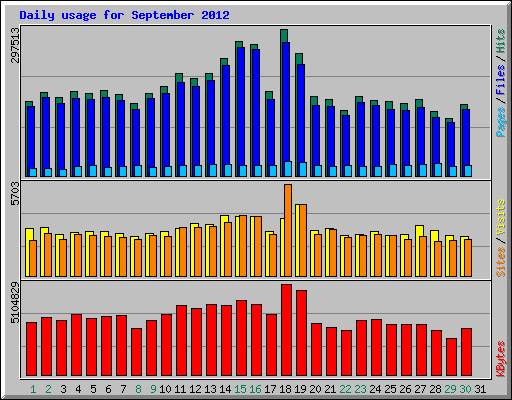 Daily usage for September 2012
297513
Pages / Files / Hits
5703
Sites / Visits
5104829
KBytes
1 2 3 4 5 6 7 8 9 10 11 12 13 14 15 16 17 18 19 20 21 22 23 24 25 26 27 28 29 30 31